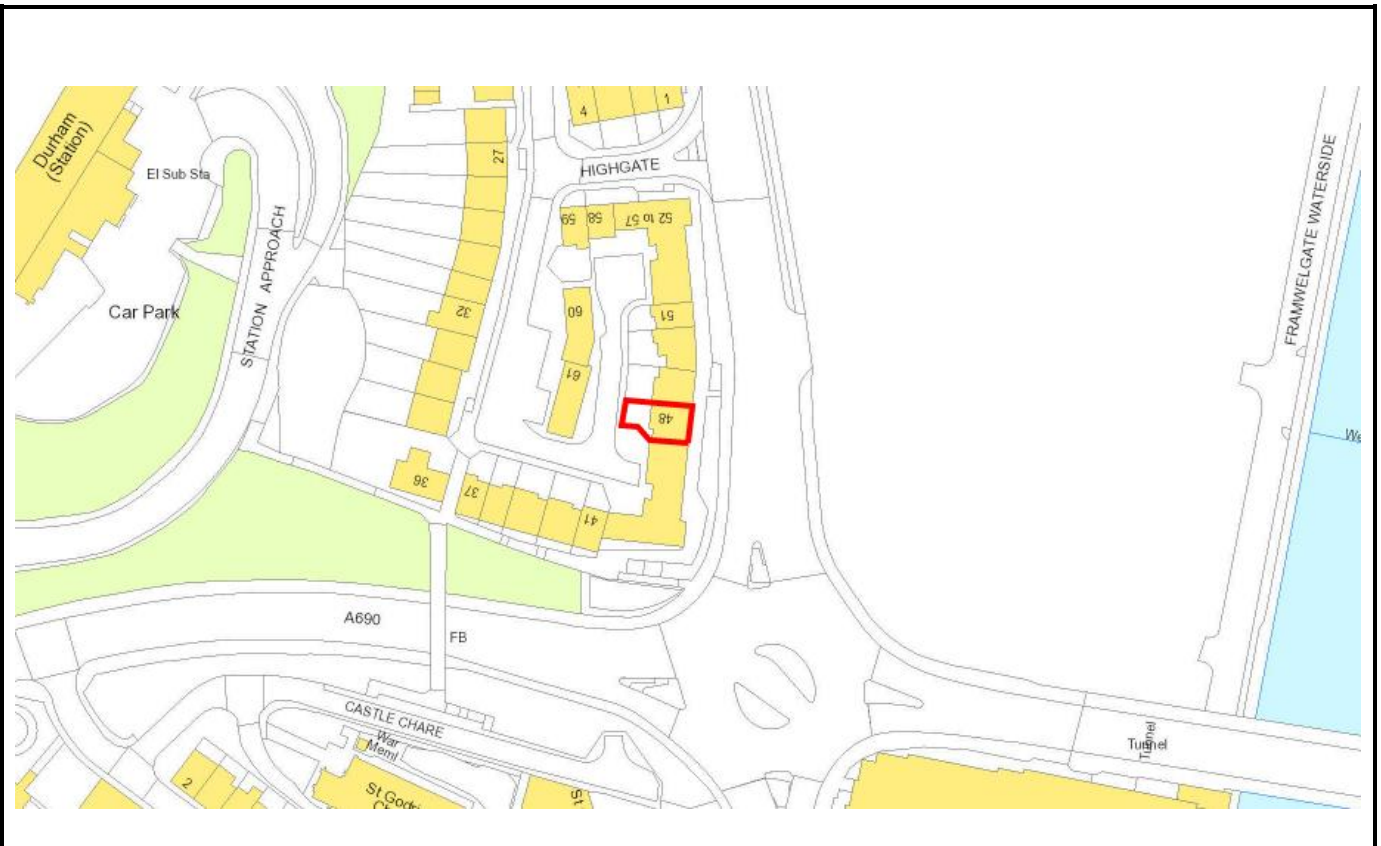 Durham
(Station)
El Sub Sta
Car Park
STATION APPROACH
27
32
36
4
1
HIGHGATE
59
58
52 to 57
60
51
61
48
37
41
FRAMWELGATE WATERSIDE
A690
FB
CASTLE CHARE
War
Meml
2
St
Tunnel
Tunnel